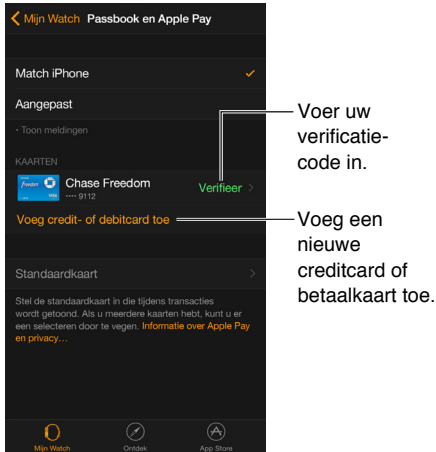 Mijn Watch Passbook en Apple Pay
Match iPhone
Aangepast
• Toon meldingen
KAARTEN
freedom
VISA
Chase Freedom
•••• 9112
Verifieer
Voeg credit- of debitcard toe
Standaardkaart
Stel de standaardkaart in die tijdens transacties
wordt getoond. Als u meerdere kaarten hebt, kunt u er
een selecteren door te vegen. Informatie over Apple Pay
en privacy…
Mijn Watch
Ontdek
App Store
Voer uw
verificatie-
code in.
Voeg een
nieuwe
creditcard of
betaalkaart toe.